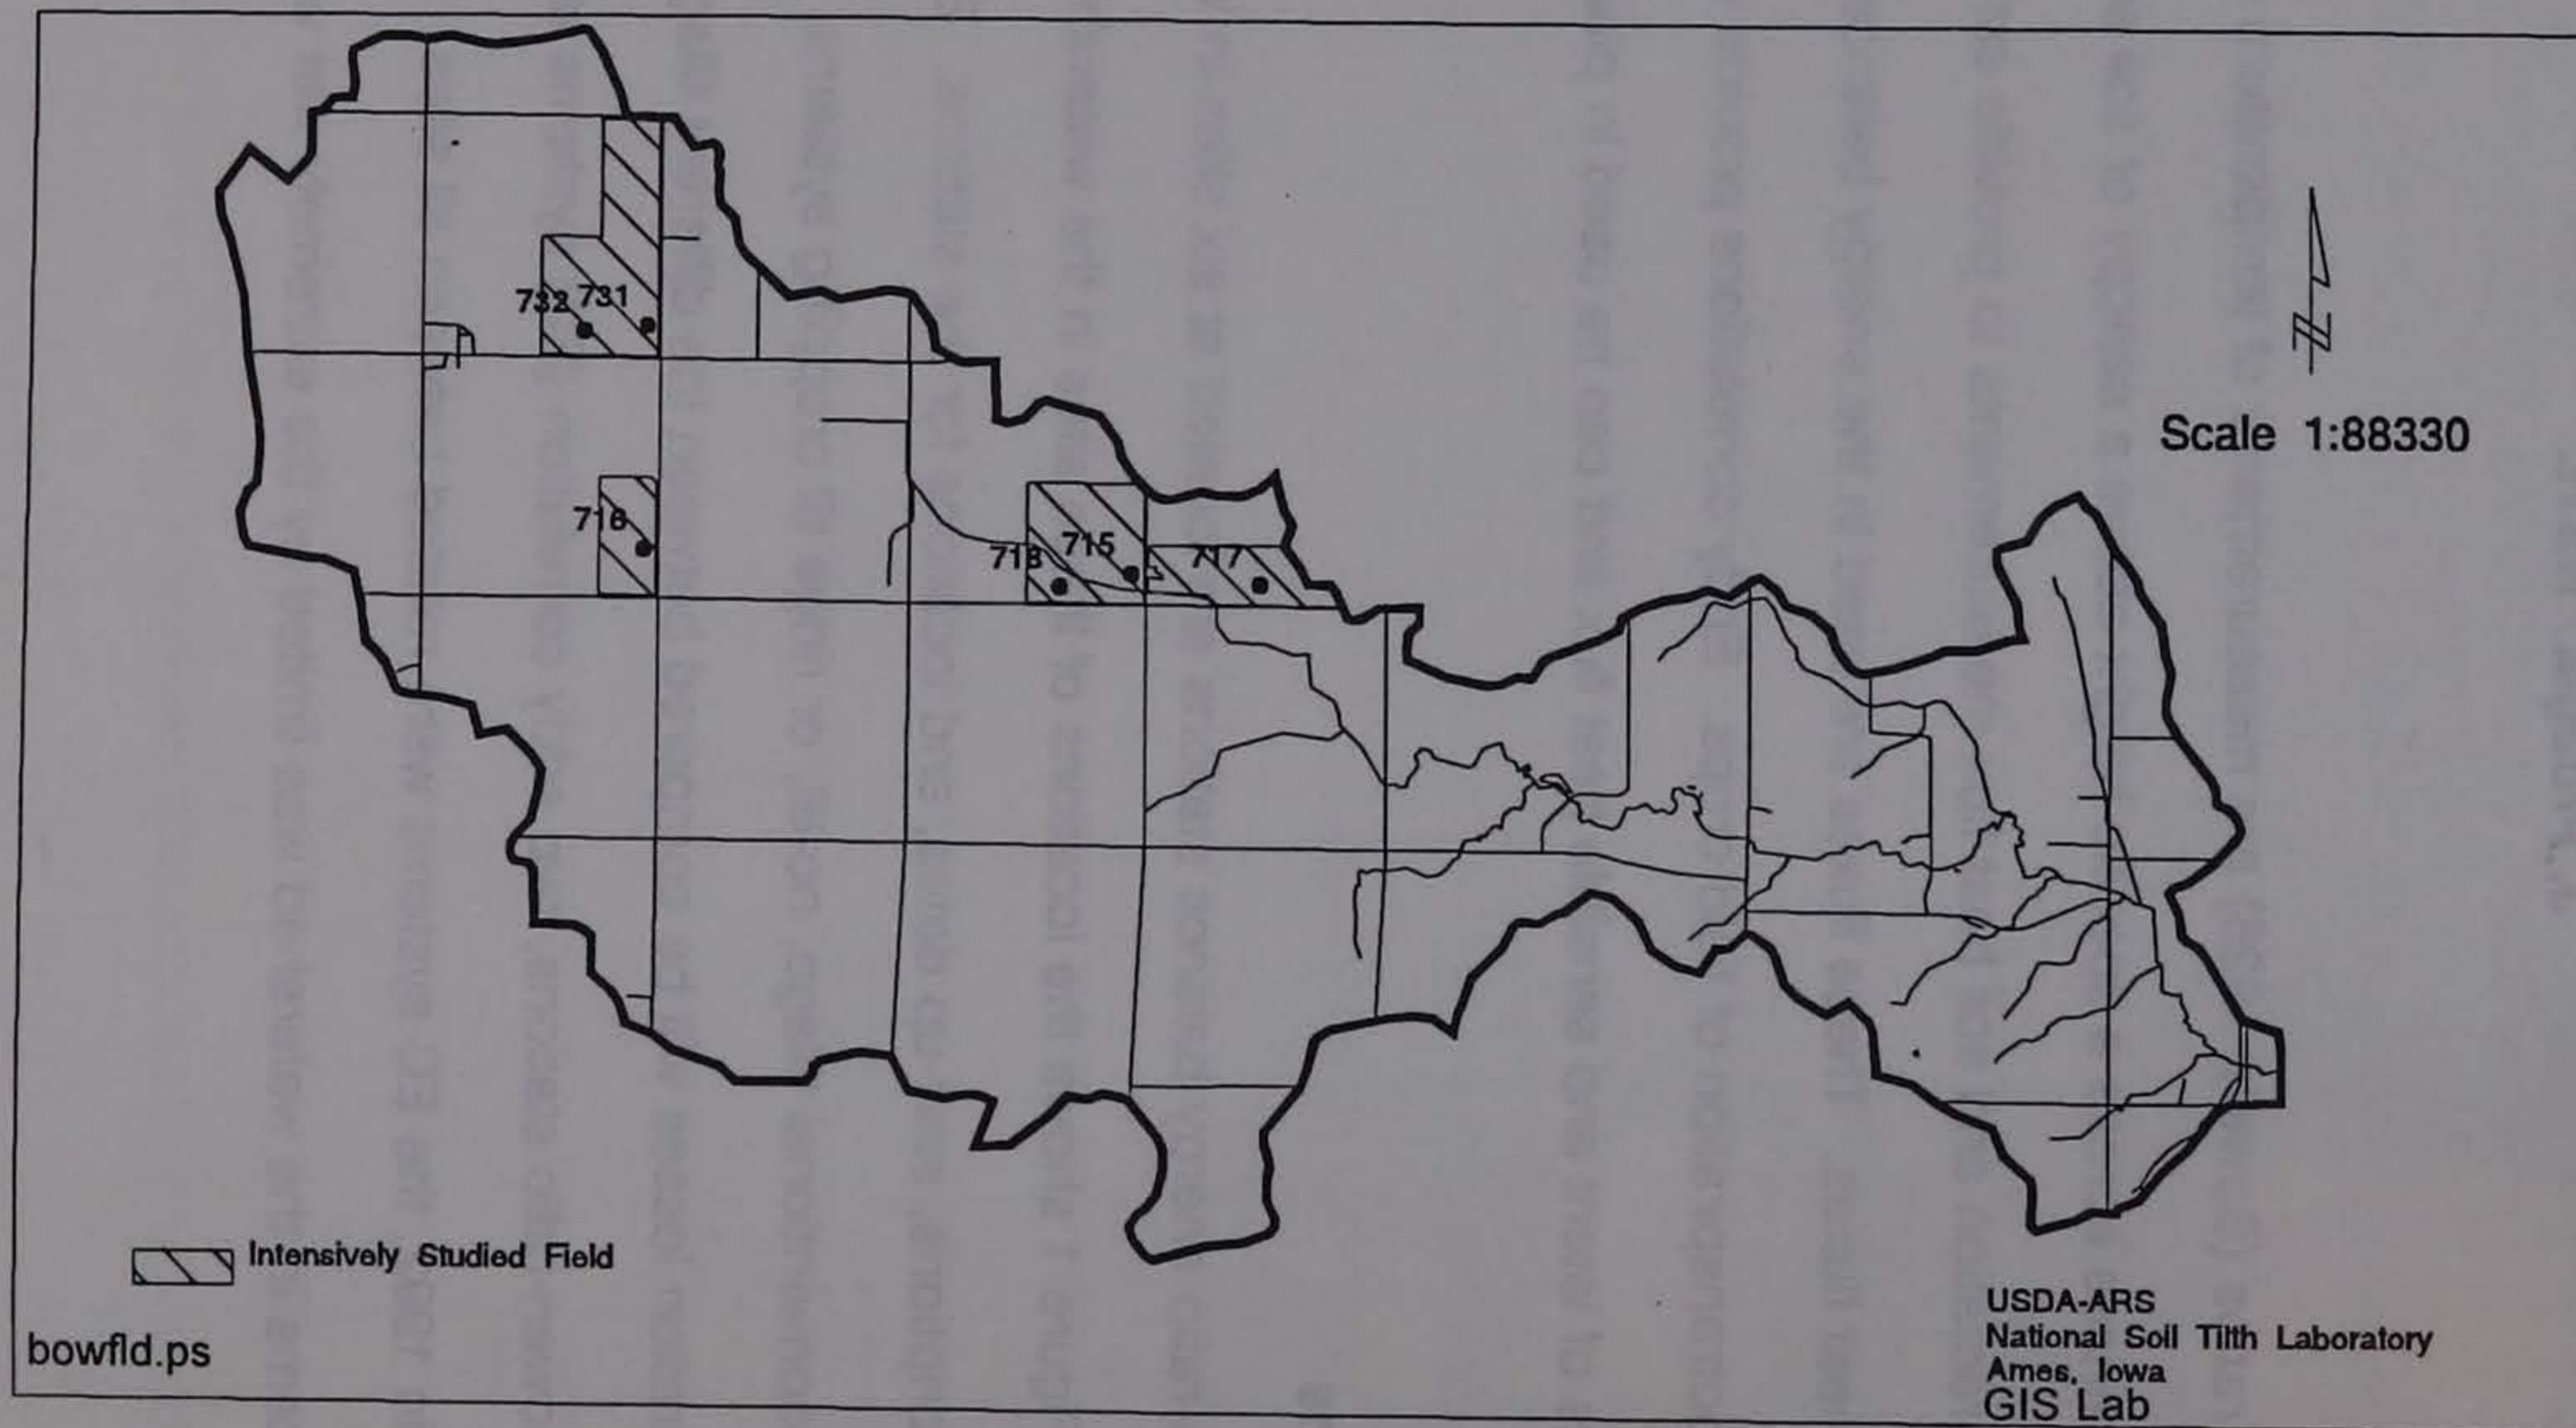 732 731
Scale 1:88330
716
715
717
Intensively Studied Field
USDA-ARS
National Soil Tilth Laboratory
bowfld.ps
Ames, Iowa
GIS Lab